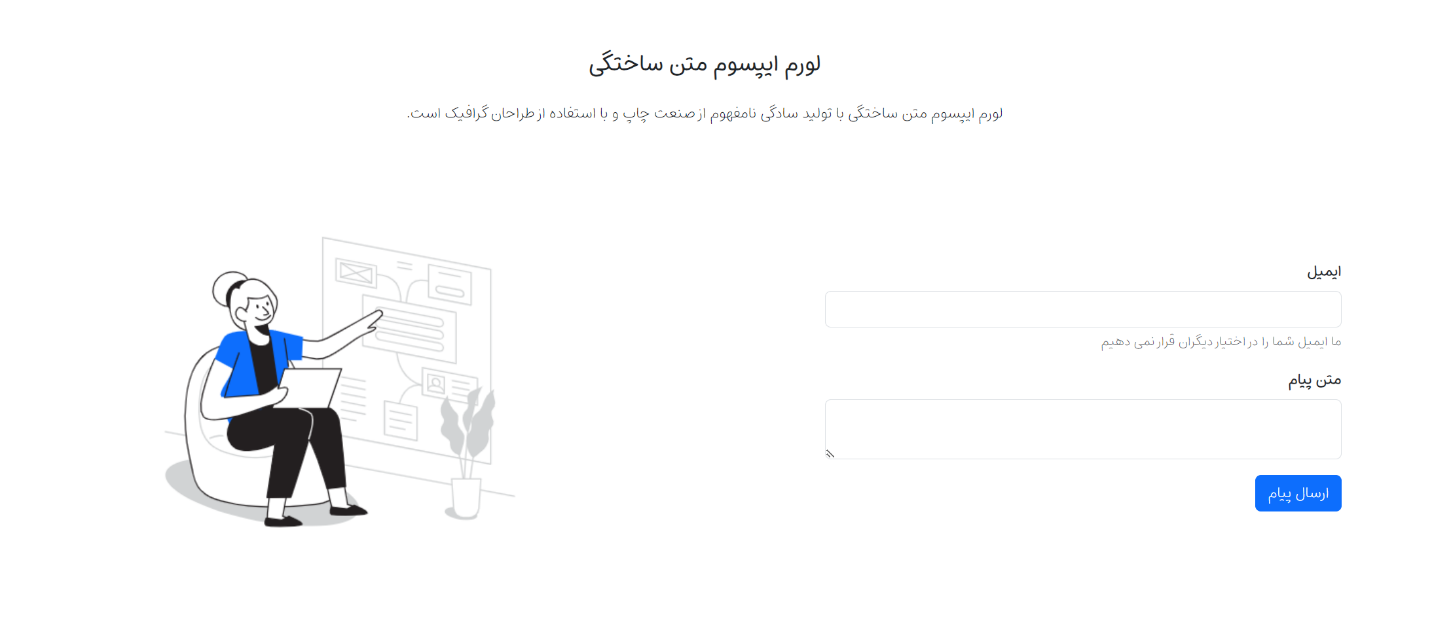 لورم ایپسوم متن ساختگی
لورم ایپسوم متن ساختگی با تولید سادگی نامفهوم از صنعت چاپ و با استفاده از طراحان گرافیک است.
ایمیل
ما ایمیل شما را در اختیار دیگران قرار نمی دهیم
متن پیام
ارسال پیام